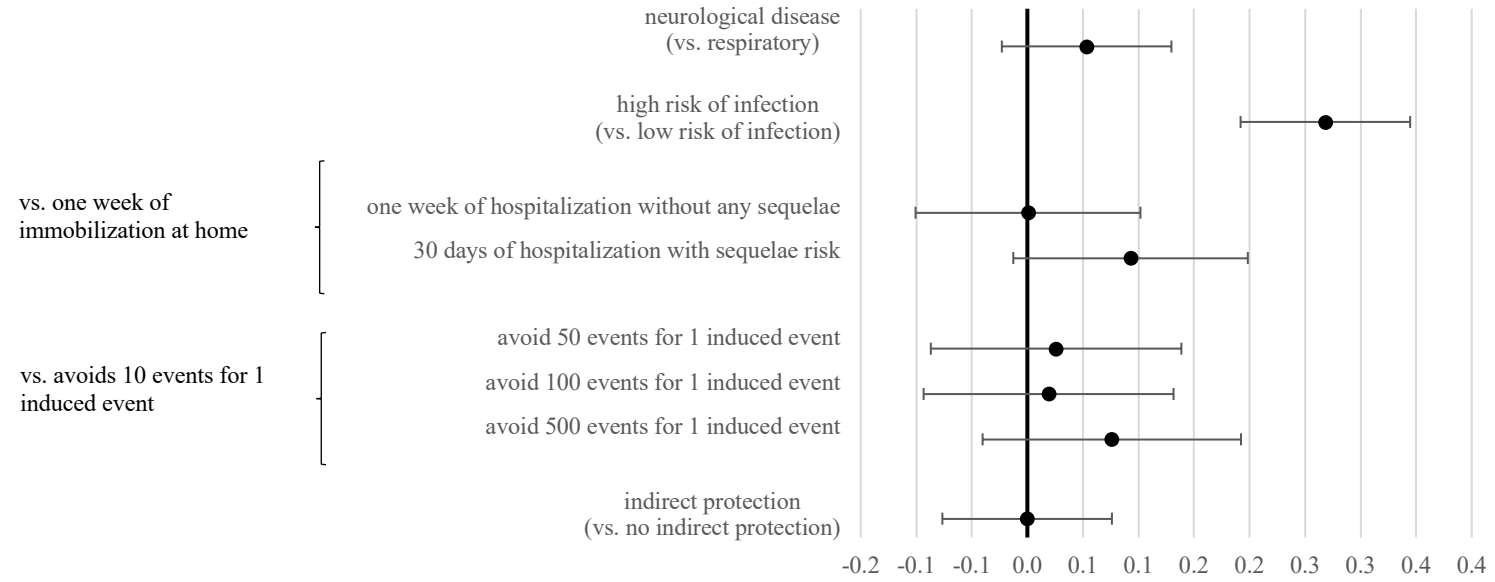 neurological disease
(vs. respiratory)
high risk of infection
(vs. low risk of infection)
vs. one week of
immobilization at home
one week of hospitalization without any sequelae
30 days of hospitalization with sequelae risk
vs. avoids 10 events for 1
induced event
avoid 50 events for 1 induced event
avoid 100 events for 1 induced event
avoid 500 events for 1 induced event
indirect protection
(vs. no indirect protection)
-0.2 -0.1 -0.1 0.0 0.1 0.1 0.2 0.2 0.3 0.3 0.4 0.4